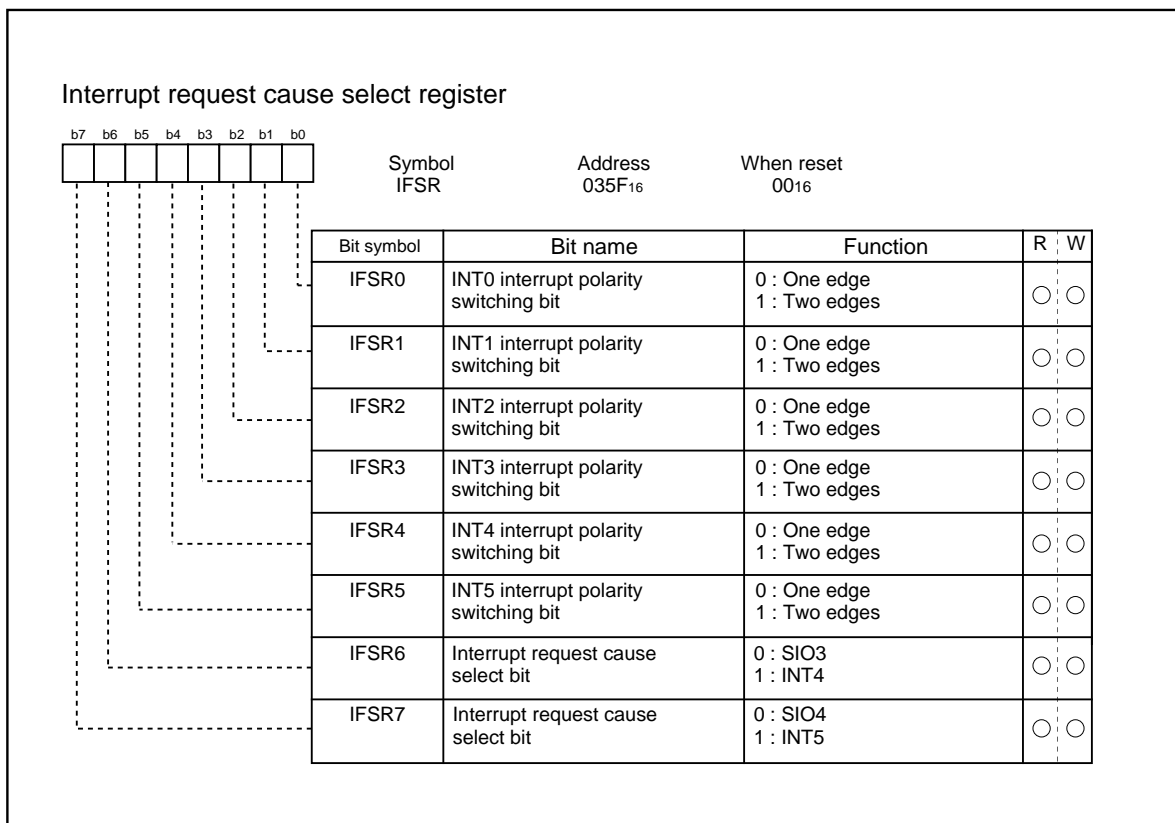 Interrupt request cause select register
b7 b6 b5 b4 b3 b2 b1 b0
Symbol Address When reset
IFSR 035F16 0016
Bit symbol Bit name Function R W
IFSR0 INT0 interrupt polarity 0 : One edge
switching bit 1 : Two edges
IFSR1 INT1 interrupt polarity 0 : One edge
switching bit 1 : Two edges
IFSR2 INT2 interrupt polarity 0 : One edge
switching bit 1 : Two edges
IFSR3 INT3 interrupt polarity 0 : One edge
switching bit 1 : Two edges
IFSR4 INT4 interrupt polarity 0 : One edge
switching bit 1 : Two edges
IFSR5 INT5 interrupt polarity 0 : One edge
switching bit 1 : Two edges
IFSR6 Interrupt request cause 0 : SIO3
select bit 1 : INT4
IFSR7 Interrupt request cause 0 : SIO4
select bit 1 : INT5